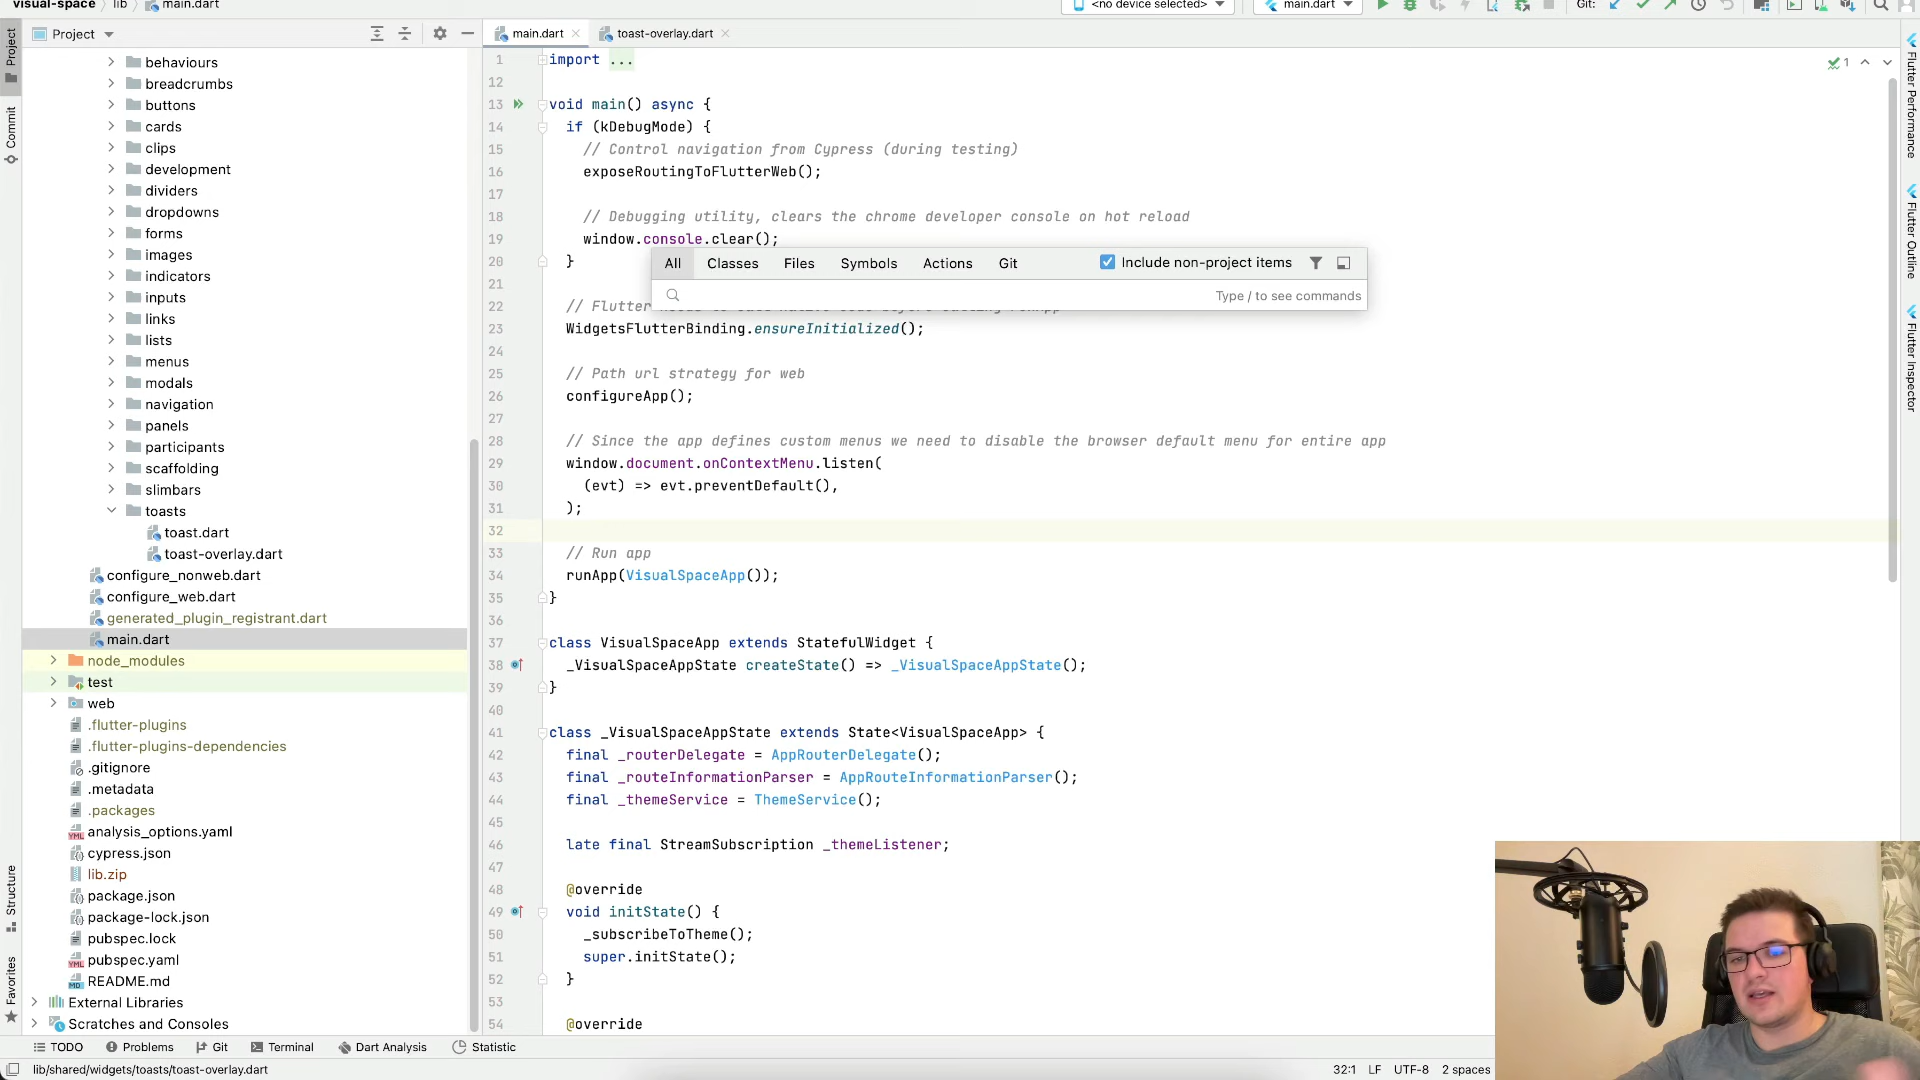 visual-space
lib
main.dart
<no device selected>
main.dart
Git:
Project
main.dart
toast-overlay.dart
Project
Commit
Structure
Favorites
behaviours
breadcrumbs
buttons
cards
clips
development
dividers
dropdowns
forms
images
indicators
inputs
links
lists
menus
modals
navigation
panels
participants
scaffolding
slimbars
toasts
toast.dart
toast-overlay.dart
configure_nonweb.dart
configure_web.dart
generated_plugin_registrant.dart
main.dart
node_modules
test
web
.flutter-plugins
.flutter-plugins-dependencies
.gitignore
.metadata
.packages
analysis_options.yaml
cypress.json
lib.zip
package.json
package-lock.json
pubspec.lock
pubspec.yaml
README.md
External Libraries
Scratches and Consoles
1 import ...
12
13 void main() async {
14 if (kDebugMode) {
15 // Control navigation from Cypress (during testing)
16 exposeRoutingToFlutterWeb();
17
18 // Debugging utility, clears the chrome developer console on hot reload
19 window.console.clear();
20 }
21
22 // Flutter
23 WidgetsFlutterBinding.ensureInitialized();
24
25 // Path url strategy for web
26 configureApp();
27
28 // Since the app defines custom menus we need to disable the browser default menu for entire app
29 window.document.onContextMenu.listen(
30 (evt) => evt.preventDefault(),
31 );
32
33 // Run app
34 runApp(VisualSpaceApp());
35 }
36
37 class VisualSpaceApp extends StatefulWidget {
38 _VisualSpaceAppState createState() => _VisualSpaceAppState();
39 }
40
41 class _VisualSpaceAppState extends State<VisualSpaceApp> {
42 final _routerDelegate = AppRouterDelegate();
43 final _routeInformationParser = AppRouteInformationParser();
44 final _themeService = ThemeService();
45
46 late final StreamSubscription _themeListener;
47
48 @override
49 void initState() {
50 _subscribeToTheme();
51 super.initState();
52 }
53
54 @override
All Classes Files Symbols Actions Git
Include non-project items
Type / to see commands
1
Flutter Performance
Flutter Outline
Flutter Inspector
TODO
Problems
Git
Terminal
Dart Analysis
Statistic
lib/shared/widgets/toasts/toast-overlay.dart
32:1 LF UTF-8 2 spaces